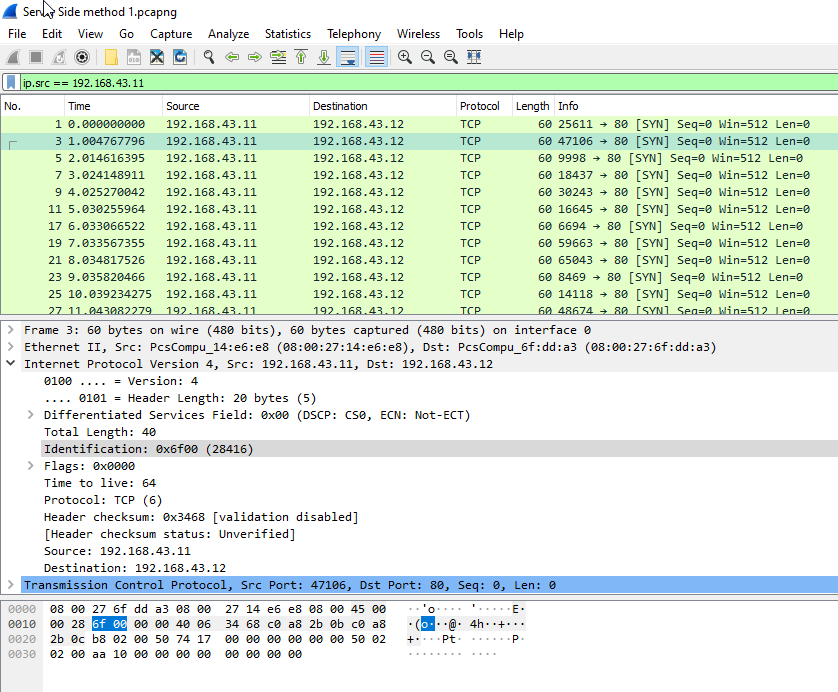 Server Side method 1.pcapng
File Edit View Go Capture Analyze Statistics Telephony Wireless Tools Help
ip.src == 192.168.43.11
No. Time Source Destination Protocol Length Info
1 0.000000000 192.168.43.11 192.168.43.12 TCP 60 25611 → 80 [SYN] Seq=0 Win=512 Len=0
3 1.004767796 192.168.43.11 192.168.43.12 TCP 60 47106 → 80 [SYN] Seq=0 Win=512 Len=0
5 2.014616395 192.168.43.11 192.168.43.12 TCP 60 9998 → 80 [SYN] Seq=0 Win=512 Len=0
7 3.024148911 192.168.43.11 192.168.43.12 TCP 60 18437 → 80 [SYN] Seq=0 Win=512 Len=0
9 4.025270042 192.168.43.11 192.168.43.12 TCP 60 30243 → 80 [SYN] Seq=0 Win=512 Len=0
11 5.030255964 192.168.43.11 192.168.43.12 TCP 60 16645 → 80 [SYN] Seq=0 Win=512 Len=0
17 6.033066522 192.168.43.11 192.168.43.12 TCP 60 6694 → 80 [SYN] Seq=0 Win=512 Len=0
19 7.033567355 192.168.43.11 192.168.43.12 TCP 60 59663 → 80 [SYN] Seq=0 Win=512 Len=0
21 8.034817526 192.168.43.11 192.168.43.12 TCP 60 65043 → 80 [SYN] Seq=0 Win=512 Len=0
23 9.035820466 192.168.43.11 192.168.43.12 TCP 60 8469 → 80 [SYN] Seq=0 Win=512 Len=0
25 10.039234275 192.168.43.11 192.168.43.12 TCP 60 14118 → 80 [SYN] Seq=0 Win=512 Len=0
27 11.043082279 192.168.43.11 192.168.43.12 TCP 60 48674 → 80 [SYN] Seq=0 Win=512 Len=0
Frame 3: 60 bytes on wire (480 bits), 60 bytes captured (480 bits) on interface 0
Ethernet II, Src: PcsCompu_14:e6:e8 (08:00:27:14:e6:e8), Dst: PcsCompu_6f:dd:a3 (08:00:27:6f:dd:a3)
Internet Protocol Version 4, Src: 192.168.43.11, Dst: 192.168.43.12
0100 .... = Version: 4
.... 0101 = Header Length: 20 bytes (5)
Differentiated Services Field: 0x00 (DSCP: CS0, ECN: Not-ECT)
Total Length: 40
Identification: 0x6f00 (28416)
Flags: 0x0000
Time to live: 64
Protocol: TCP (6)
Header checksum: 0x3468 [validation disabled]
[Header checksum status: Unverified]
Source: 192.168.43.11
Destination: 192.168.43.12
Transmission Control Protocol, Src Port: 47106, Dst Port: 80, Seq: 0, Len: 0
0000 08 00 27 6f dd a3 08 00 27 14 e6 e8 08 00 45 00 ··'o···· '·····E·
0010 00 28 6f 00 00 00 40 06 34 68 c0 a8 2b 0b c0 a8 ·(o···@· 4h··+···
0020 2b 0c b8 02 00 50 74 17 00 00 00 00 00 00 50 02 +····Pt· ······P·
0030 02 00 aa 10 00 00 00 00 00 00 00 00 ········ ····